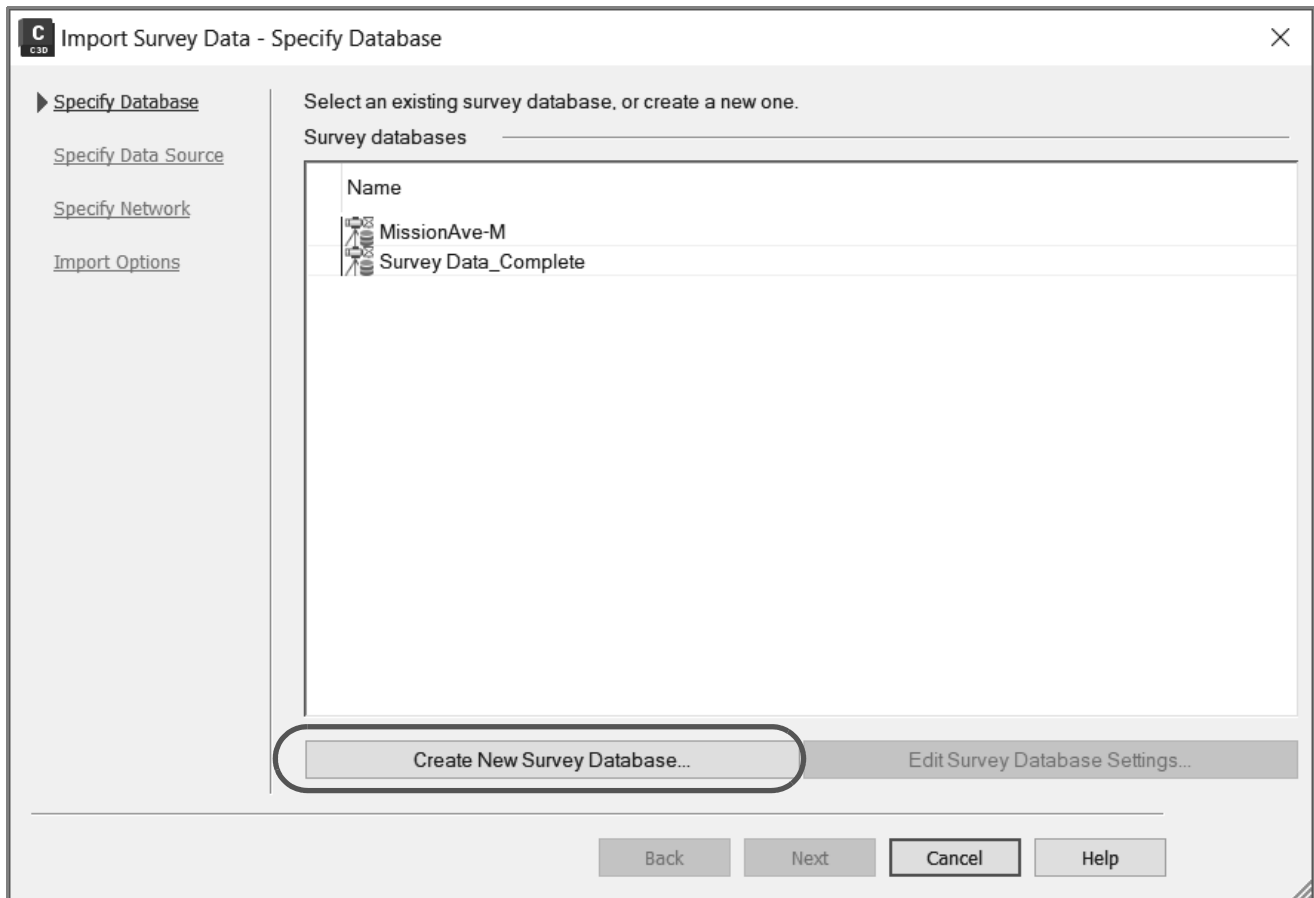 C
C3D
Import Survey Data - Specify Database
Specify Database
Specify Data Source
Specify Network
Import Options
Select an existing survey database, or create a new one.
Survey databases
Name
MissionAve-M
Survey Data_Complete
Create New Survey Database...
Edit Survey Database Settings...
Back
Next
Cancel
Help